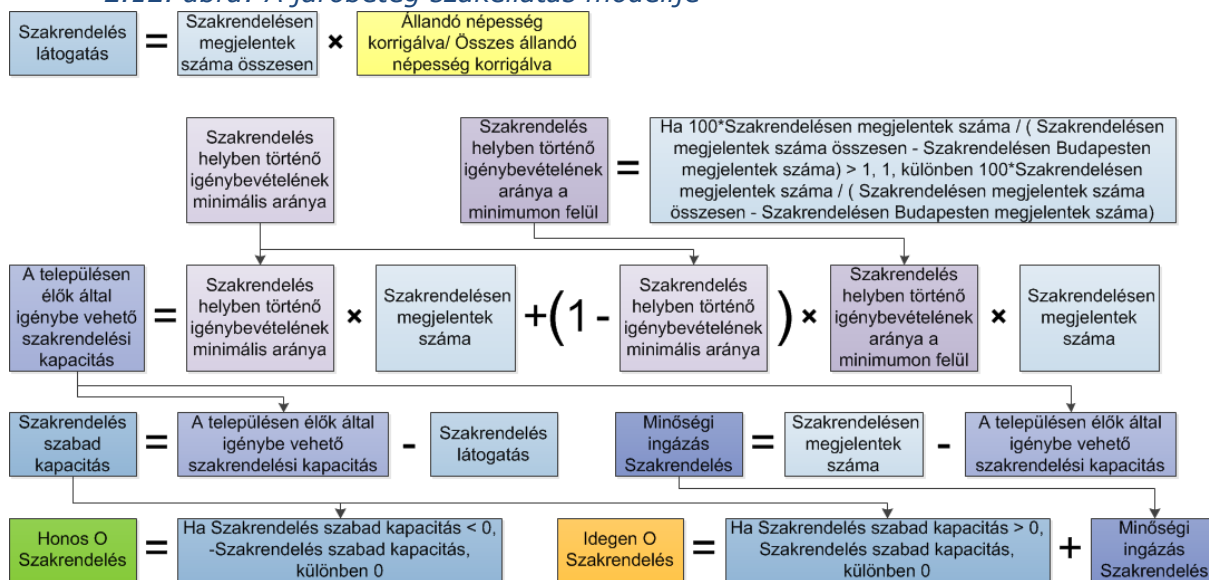 2.12. ábra: A járóbeteg szakellátás modellje
Szakrendelés
látogatás
=
Szakrendelésen
megjelentek
száma összesen
×
Állandó népesség
korrigálva/ Összes állandó
népesség korrigálva
Szakrendelés
helyben történő
igénybevételének
minimális aránya
Szakrendelés
helyben történő
igénybevételének
aránya a
minimumon felül
=
Ha 100*Szakrendelésen megjelentek száma / ( Szakrendelésen
megjelentek száma összesen - Szakrendelésen Budapesten
megjelentek száma) > 1, 1, különben 100*Szakrendelésen
megjelentek száma / ( Szakrendelésen megjelentek száma
összesen - Szakrendelésen Budapesten megjelentek száma)
A településen
élők által
igénybe vehető
szakrendelési
kapacitás
=
Szakrendelés
helyben történő
igénybevételének
minimális aránya
×
Szakrendelésen
megjelentek
száma
+(1-
Szakrendelés
helyben történő
igénybevételének
minimális aránya
)
×
Szakrendelés
helyben történő
igénybevételének
aránya a
minimumon felül
×
Szakrendelésen
megjelentek
száma
Szakrendelés
szabad
kapacitás
=
A településen élők által
igénybe vehető
szakrendelési kapacitás
-
Szakrendelés
látogatás
Minőségi
ingázás
Szakrendelés
=
Szakrendelésen
megjelentek
száma
-
A településen élők által
igénybe vehető
szakrendelési kapacitás
Honos O
Szakrendelés
=
Ha Szakrendelés szabad kapacitás < 0,
-Szakrendelés szabad kapacitás,
különben 0
Idegen O
Szakrendelés
=
Ha Szakrendelés szabad kapacitás > 0,
Szakrendelés szabad kapacitás,
különben 0
+
Minőségi
ingázás
Szakrendelés